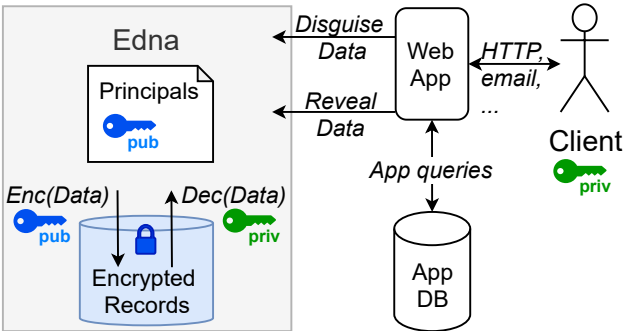 Edna
Principals
pub
Enc(Data)
pub
Dec(Data)
priv
Encrypted
Records
Disguise
Data
Reveal
Data
Web
App
HTTP,
email,
...
Client
priv
App queries
App
DB